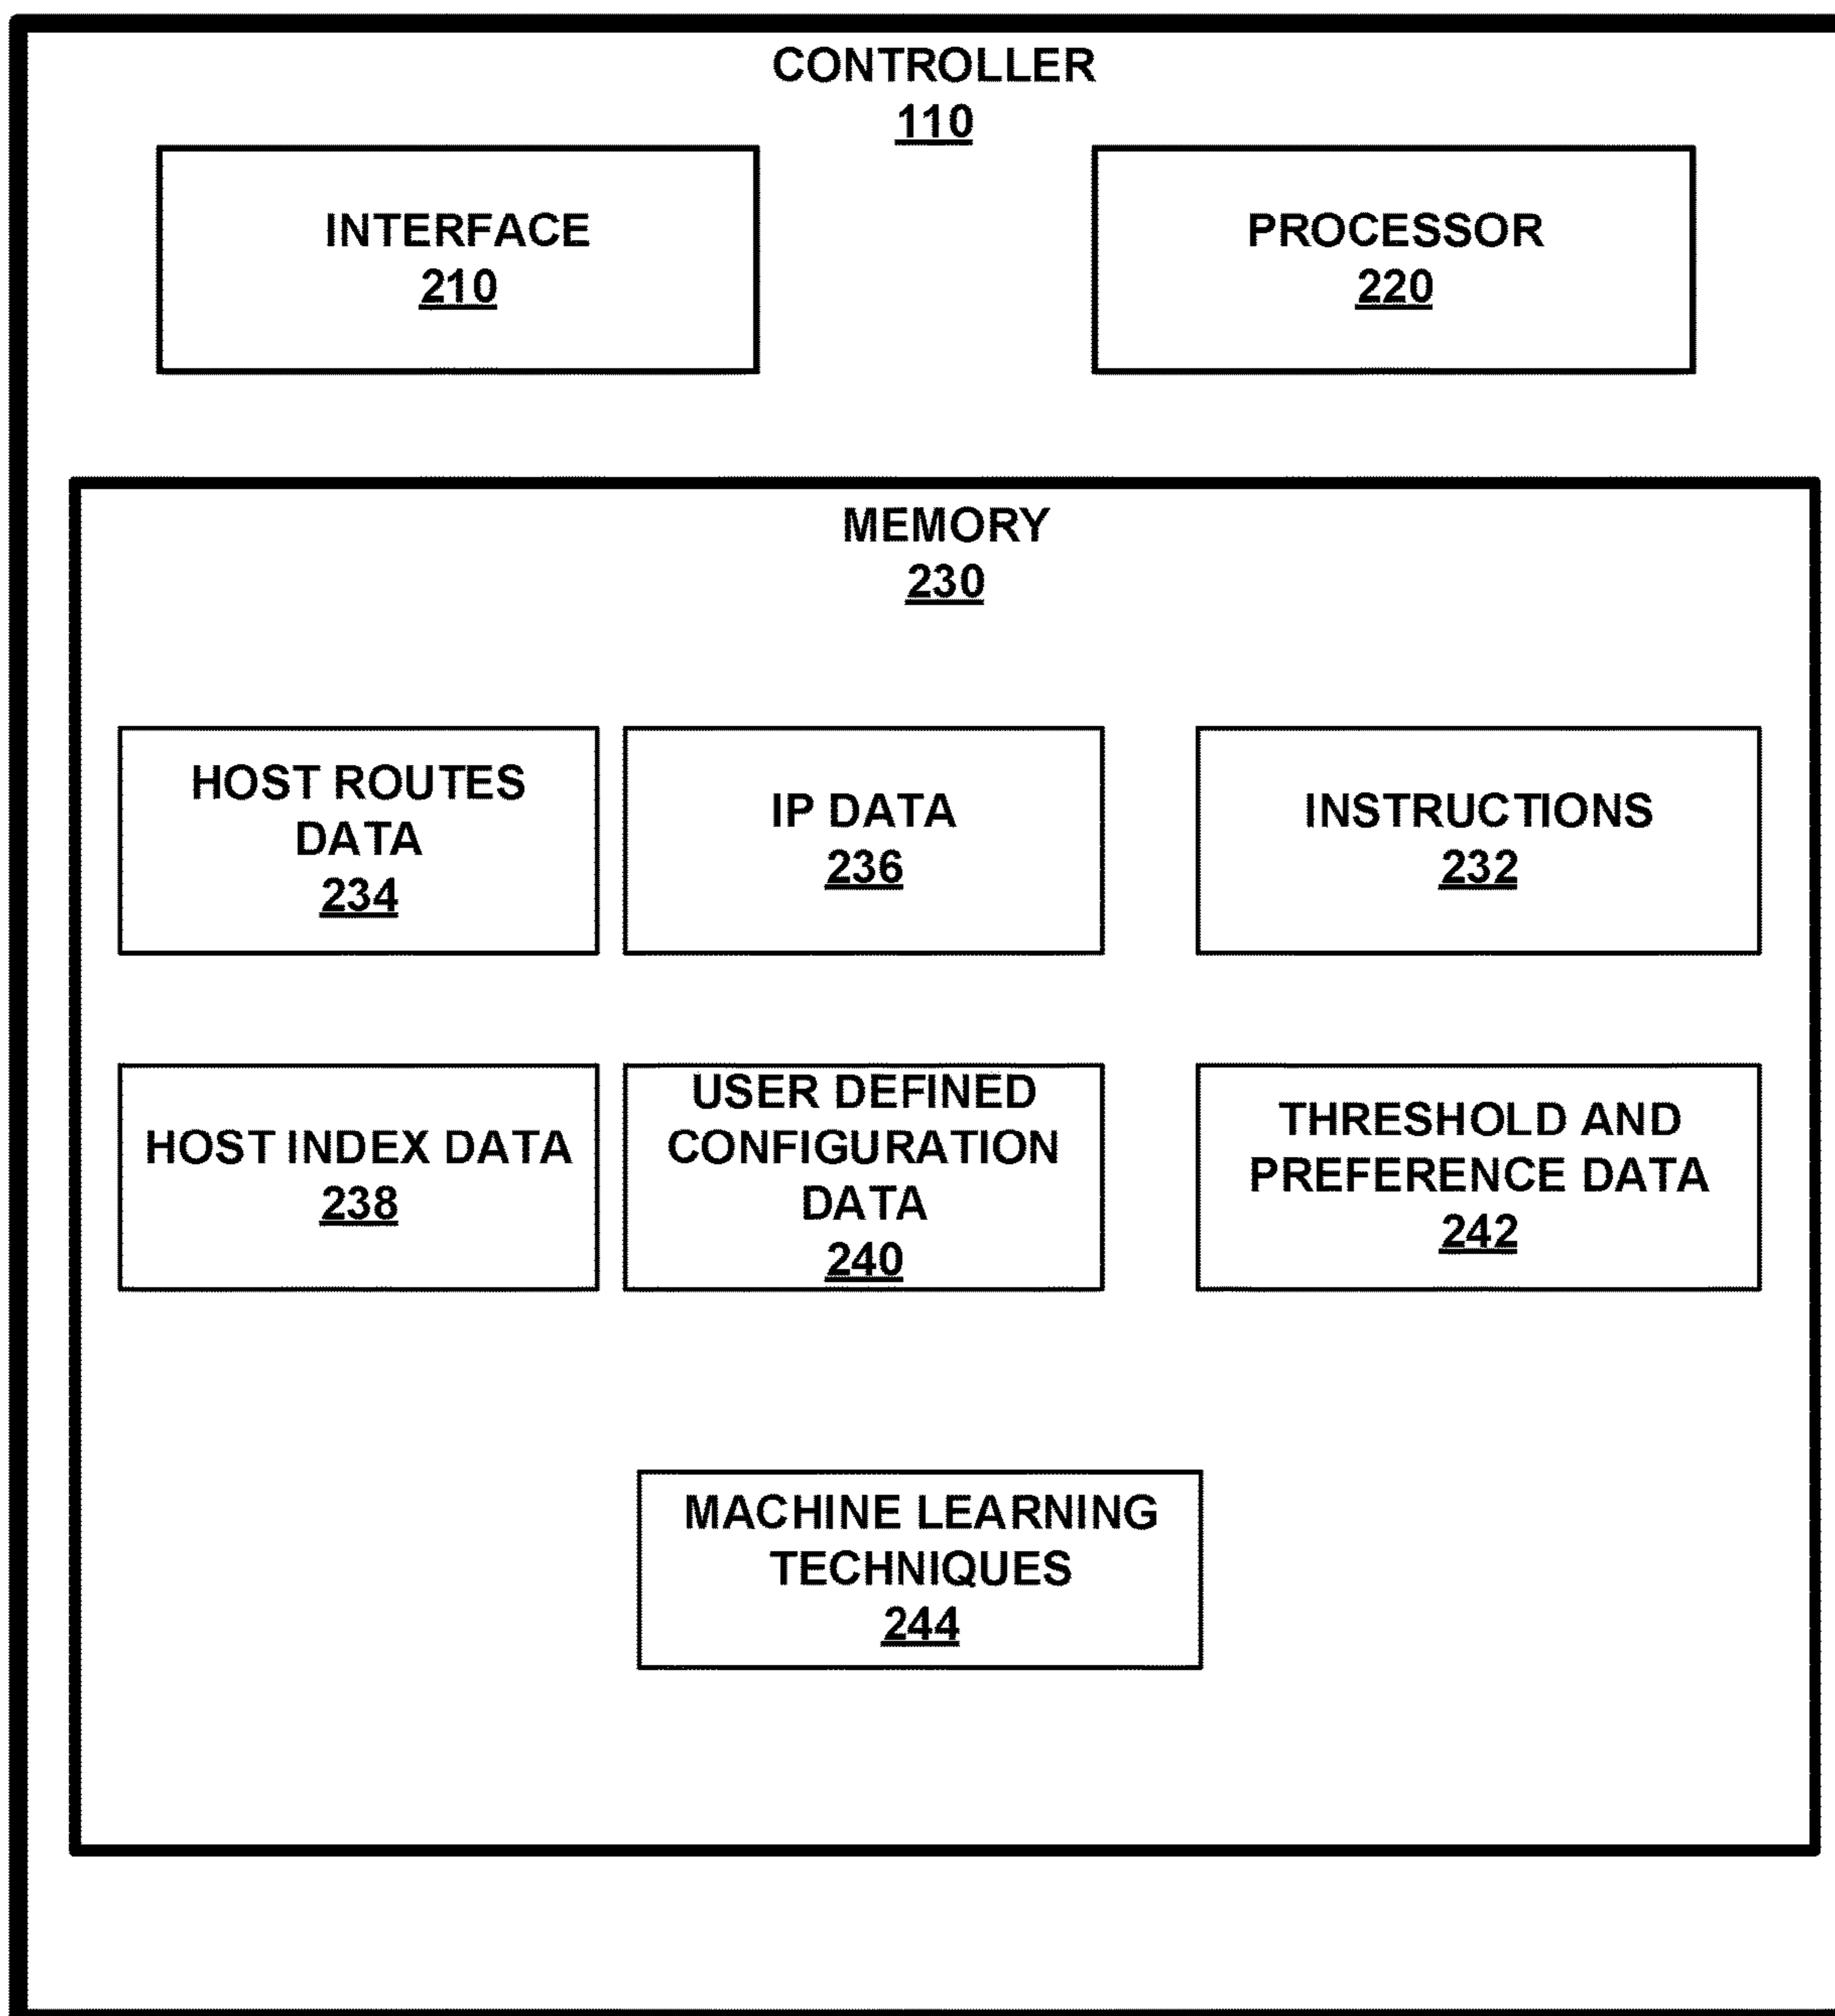 CONTROLLER
110
INTERFACE
210
PROCESSOR
220
MEMORY
230
HOST ROUTES
DATA
234
IP DATA
236
INSTRUCTIONS
232
HOST INDEX DATA
238
USER DEFINED
CONFIGURATION
DATA
240
THRESHOLD AND
PREFERENCE DATA
242
MACHINE LEARNING
TECHNIQUES
244